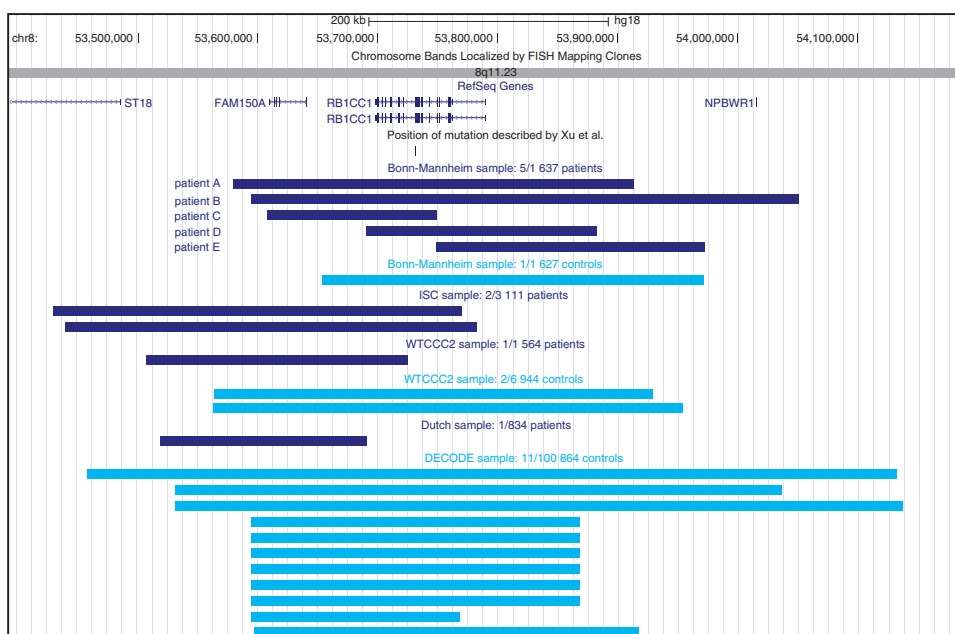 200 kb hg18
chr8: 53,500,000 53,600,000 53,700,000 53,800,000 53,900,000 54,000,000 54,100,000
Chromosome Bands Localized by FISH Mapping Clones
8q11.23
RefSeq Genes
ST18 FAM150A RB1CC1 NPBWR1
RB1CC1
Position of mutation described by Xu et al.
Bonn-Mannheim sample: 5/1 637 patients
patient A
patient B
patient C
patient D
patient E
Bonn-Mannheim sample: 1/1 627 controls
ISC sample: 2/3 111 patients
WTCCC2 sample: 1/1 564 patients
WTCCC2 sample: 2/6 944 controls
Dutch sample: 1/834 patients
DECODE sample: 11/100 864 controls